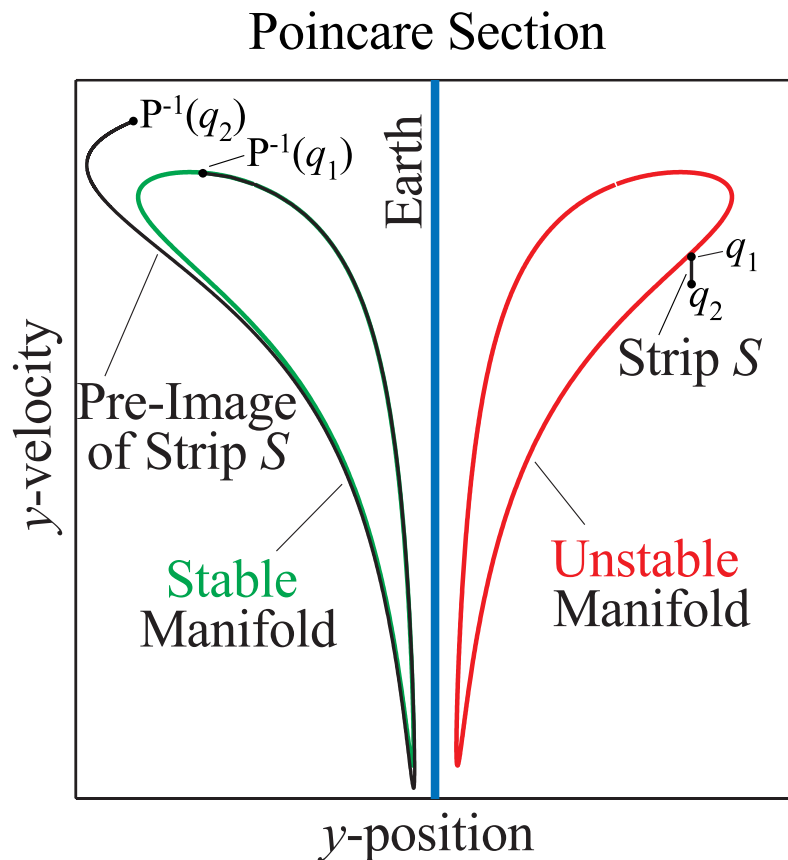 Poincare Section
P⁻¹(q₂)
P⁻¹(q₁)
Earth
q₁
q₂
Strip S
Pre-Image
of Strip S
y-velocity
Stable
Manifold
Unstable
Manifold
y-position